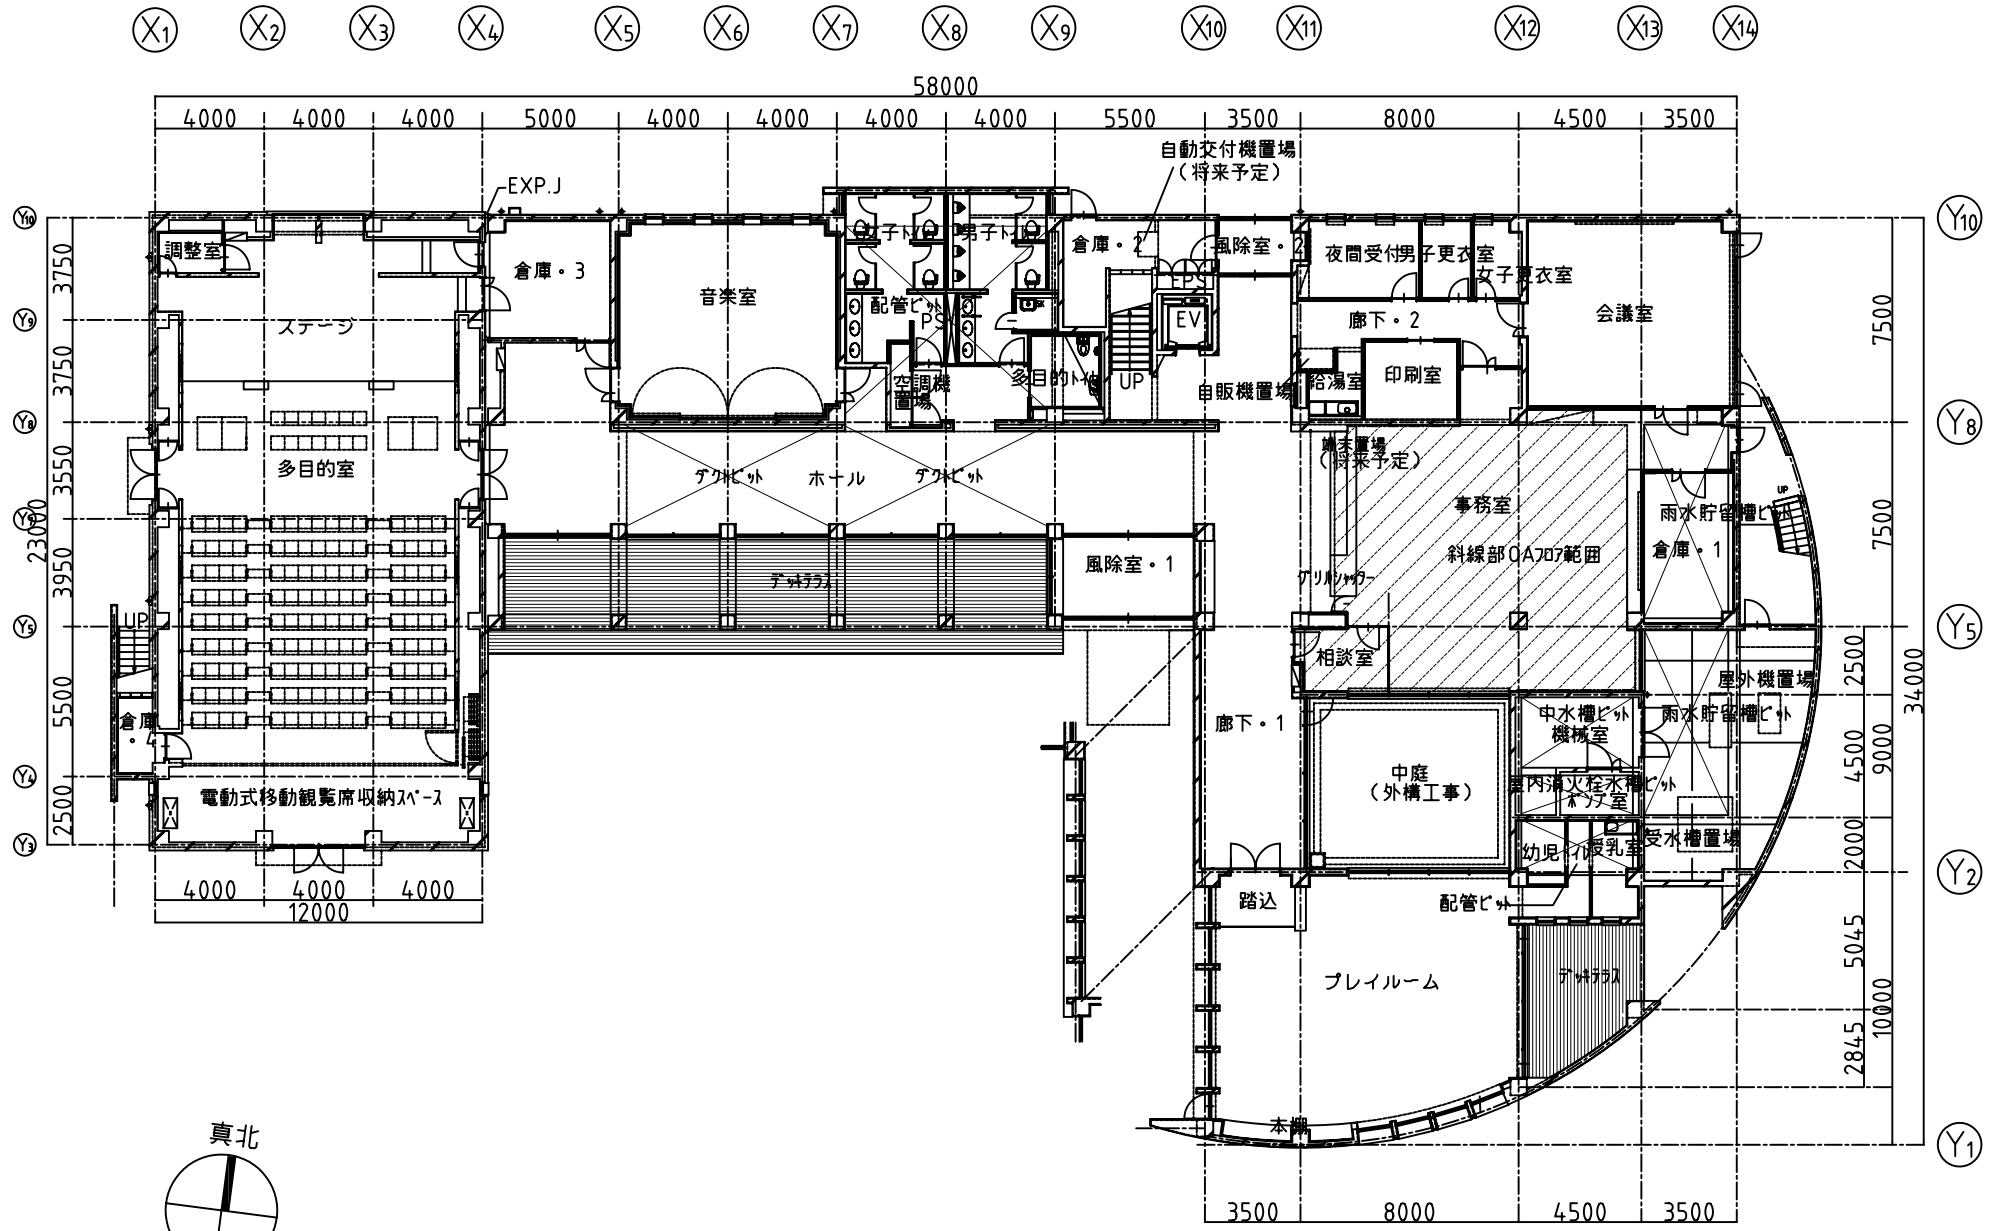 X1 X2 X3 X4 X5 X6 X7 X8 X9 X10 X11 X12 X13 X14
58000
4000 4000 4000 5000 4000 4000 4000 4000 5500 3500 8000 4500 3500
自動交付機置場
（将来予定）
EXP.J
Y10
Y10
調整室
倉庫・3
音楽室
女子トイレ
男子トイレ
倉庫・2
風除室・2
夜間受付
男子更衣室
女子更衣室
会議室
3750
7500
EPS
配管ピット
PS
EV
廊下・2
Y9
ステージ
3750
空調機
置場
多目的トイレ
UP
自販機置場
給湯室
印刷室
Y8
Y8
端末置場
（将来予定）
多目的室
ダクトピット
ホール
ダクトピット
3550
事務室
7500
UP
雨水貯留槽ピット
23000
斜線部OAフロア範囲
倉庫・1
3950
デッキテラス
風除室・1
グリルシャッター
Y5
Y5
UP
相談室
2500
34000
屋外機置場
5500
倉庫
・4
廊下・1
中水槽ピット
機械室
雨水貯留槽ピット
中庭
（外構工事）
4500
9000
Y4
室内消火栓水槽ピット
ポンプ室
電動式移動観覧席収納スペース
2500
Y3
幼児トイレ
授乳室
受水槽置場
2000
Y2
4000 4000 4000
12000
踏込
配管ピット
5045
プレイルーム
デッキテラス
10000
2845
本棚
Y1
真北
3500 8000 4500 3500